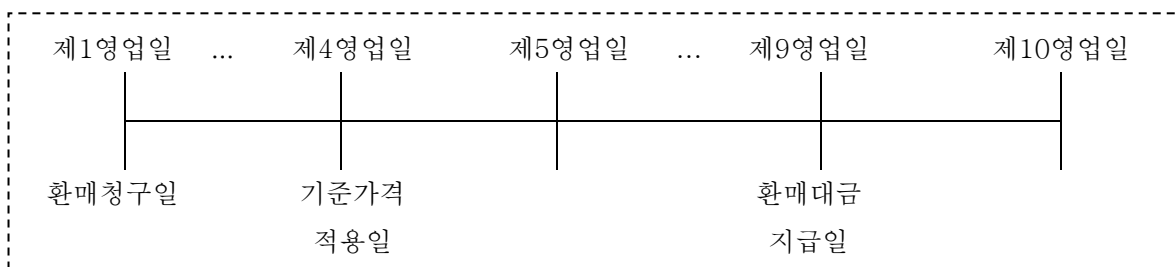 제1영업일 ... 제4영업일 제5영업일 ... 제9영업일 제10영업일
환매청구일 기준가격 환매대금
적용일 지급일